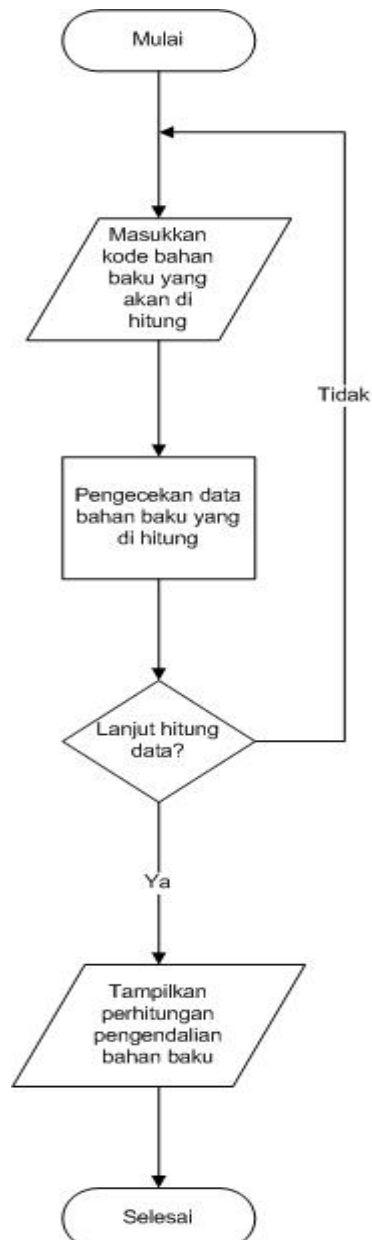 Mulai
Masukkan
kode bahan
baku yang
akan di
hitung
Tidak
Pengecekan data
bahan baku yang
di hitung
Lanjut hitung
data?
Ya
Tampilkan
perhitungan
pengendalian
bahan baku
Selesai